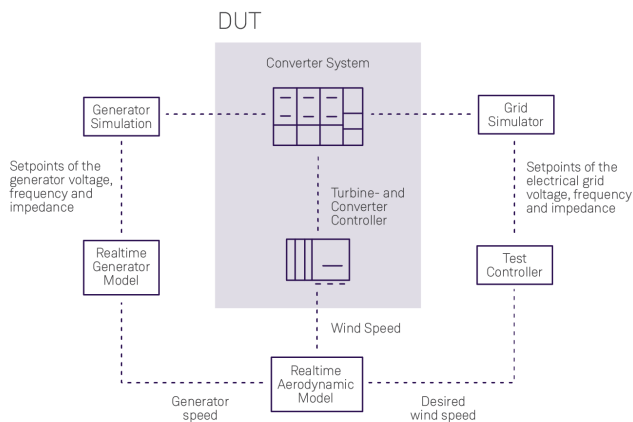 DUT
Converter System
Generator
Simulation
Grid
Simulator
Setpoints of the
generator voltage,
frequency and
impedance
Turbine- and
Converter
Controller
Setpoints of the
electrical grid
voltage, frequency
and impedance
Realtime
Generator
Model
Test
Controller
Wind Speed
Realtime
Aerodynamic
Model
Generator
speed
Desired
wind speed